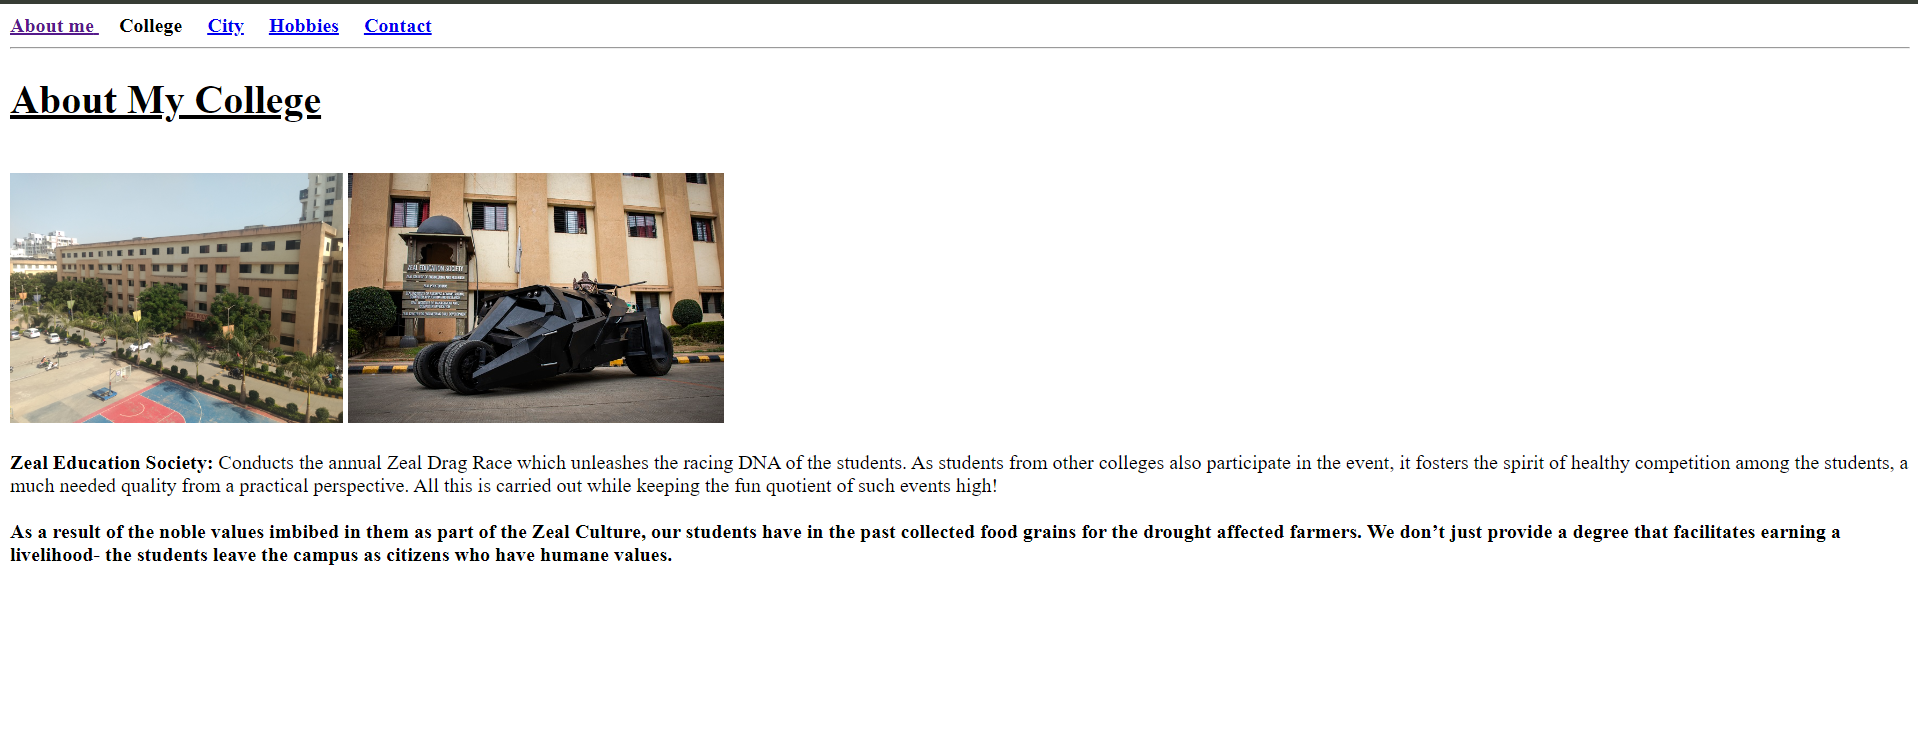 About me College City Hobbies Contact
About My College
ZEAL EDUCATION SOCIETY
Zeal Education Society: Conducts the annual Zeal Drag Race which unleashes the racing DNA of the students. As students from other colleges also participate in the event, it fosters the spirit of healthy competition among the students, a
much needed quality from a practical perspective. All this is carried out while keeping the fun quotient of such events high!
As a result of the noble values imbibed in them as part of the Zeal Culture, our students have in the past collected food grains for the drought affected farmers. We don’t just provide a degree that facilitates earning a
livelihood- the students leave the campus as citizens who have humane values.